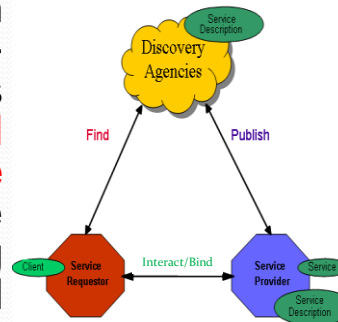 Service
Description
Discovery
Agencies
Find
Publish
Interact/Bind
Client
Service
Requestor
Service
Provider
Service
Service
Description